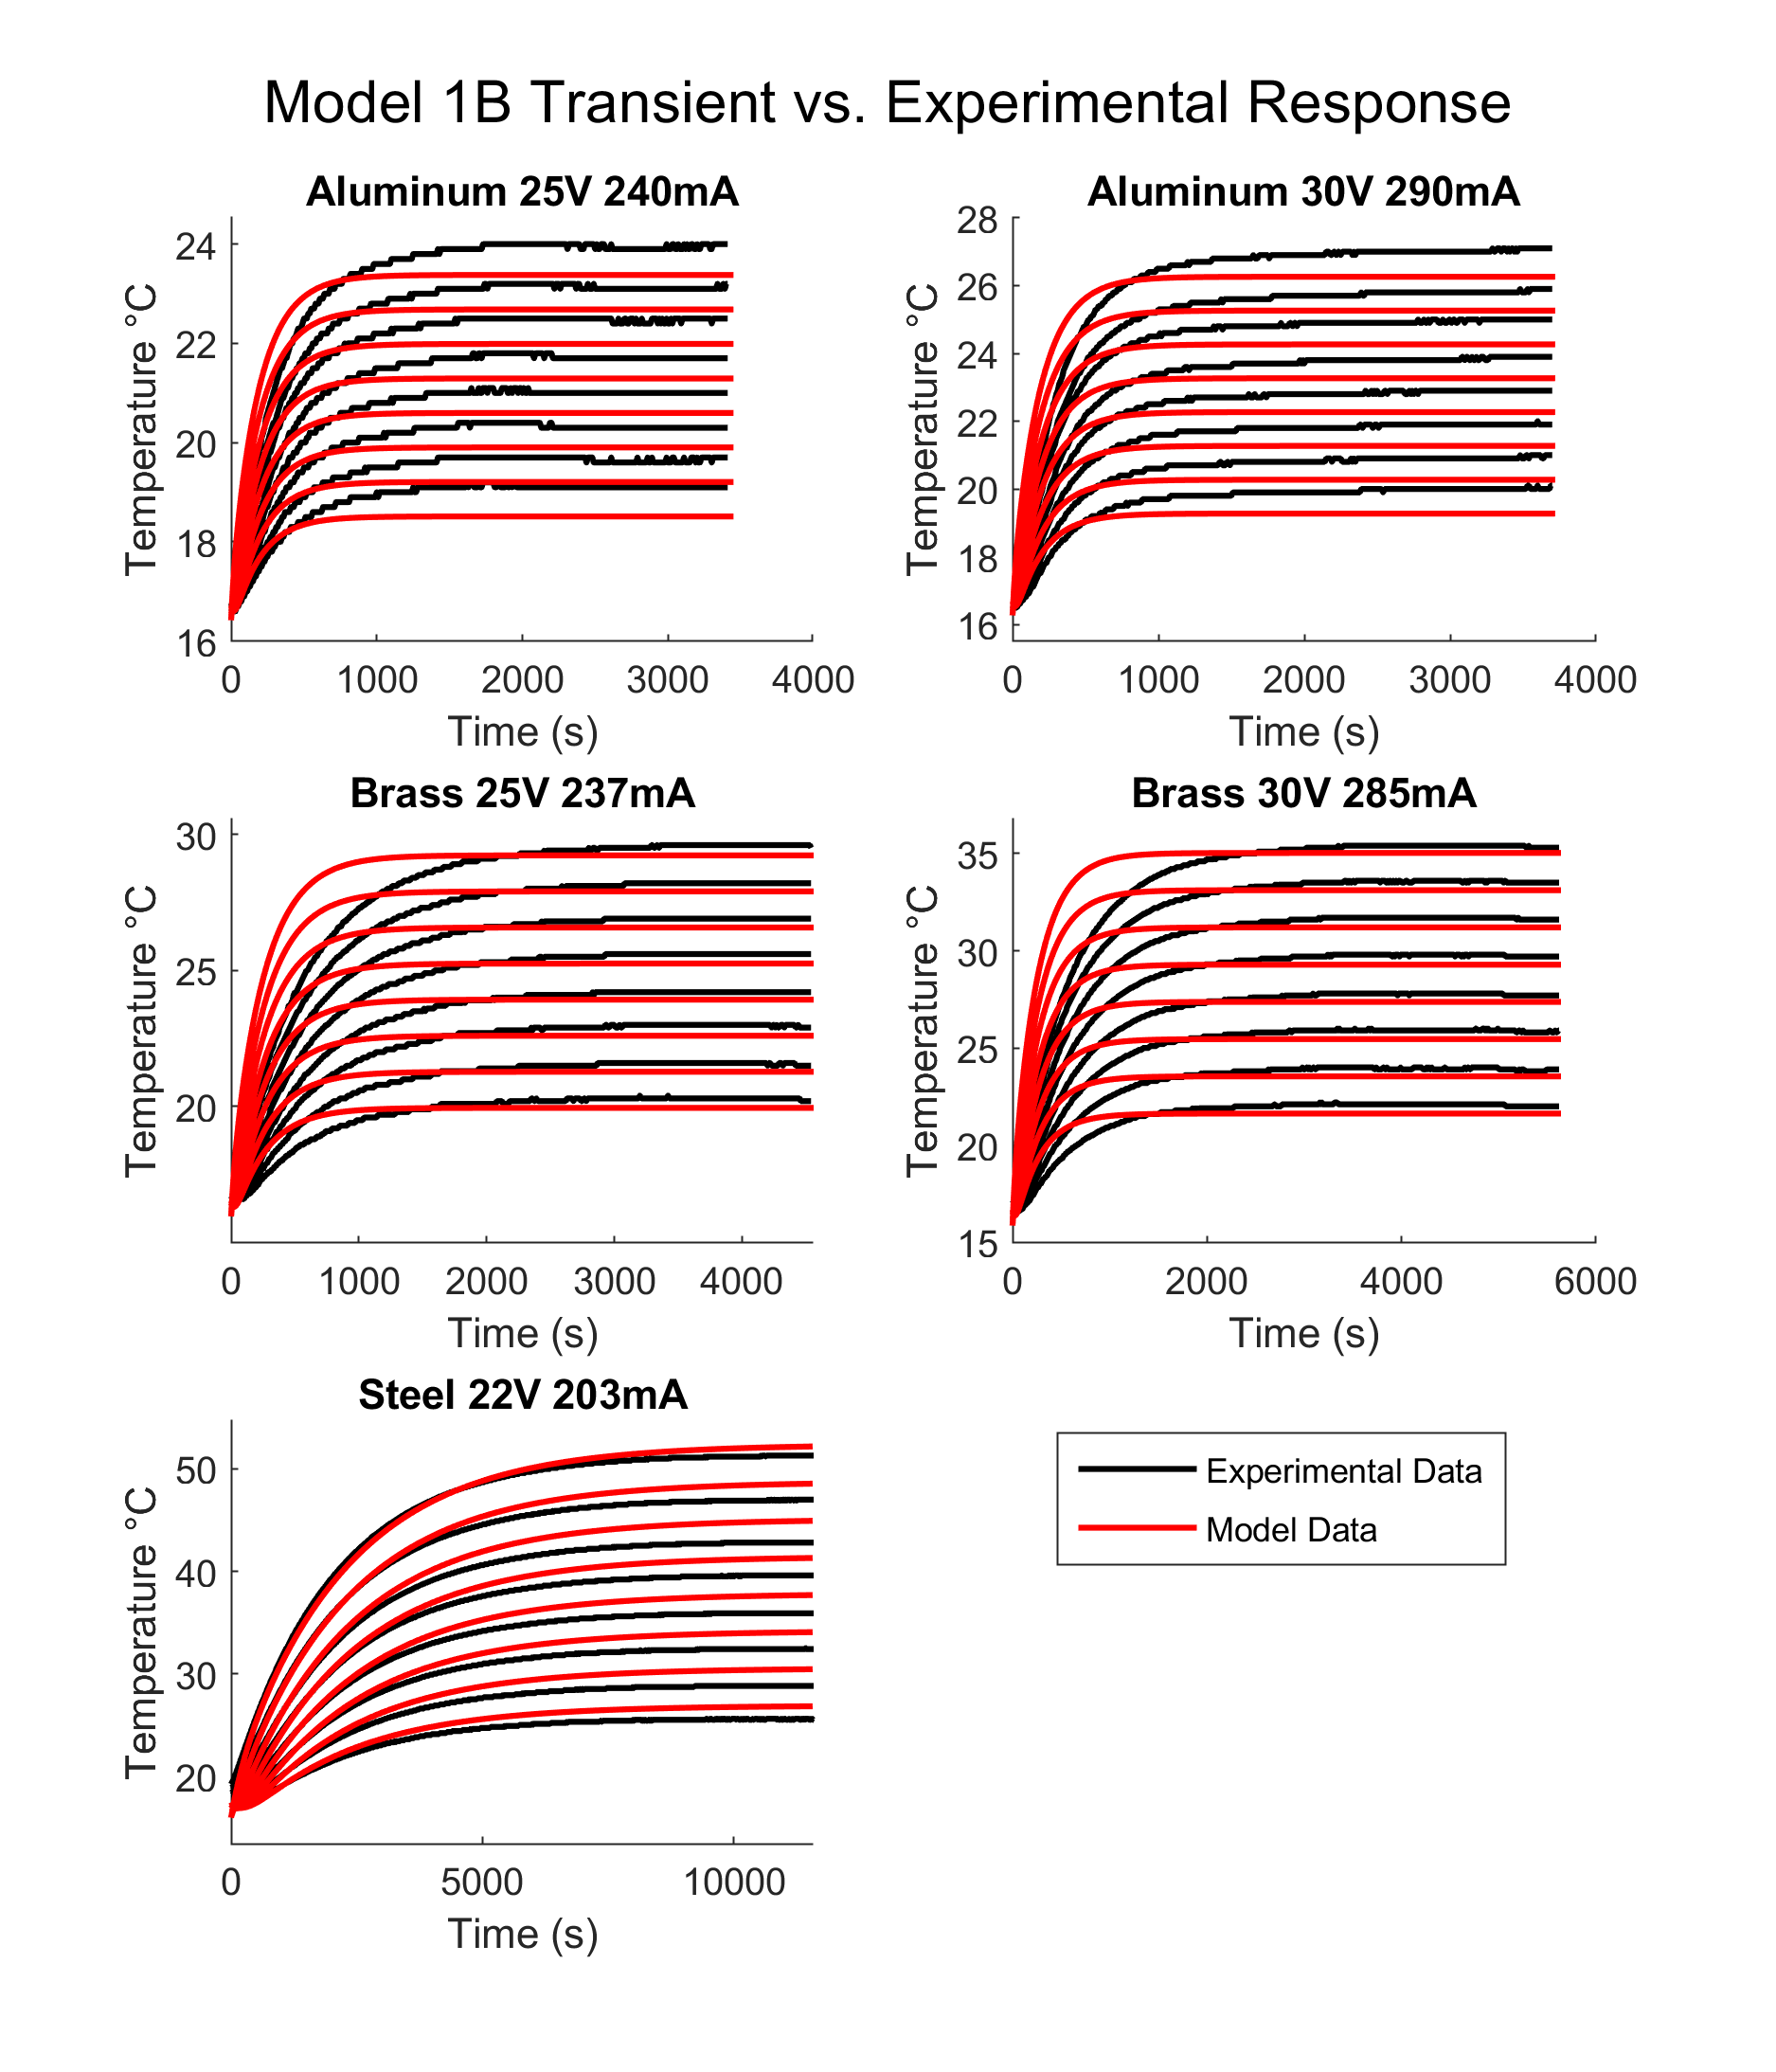 Model 1B Transient vs. Experimental Response
Aluminum 25V 240mA
Temperature °C
24
22
20
18
16
0 1000 2000 3000 4000
Time (s)
Aluminum 30V 290mA
Temperature °C
28
26
24
22
20
18
16
0 1000 2000 3000 4000
Time (s)
Brass 25V 237mA
Temperature °C
30
25
20
0 1000 2000 3000 4000
Time (s)
Brass 30V 285mA
Temperature °C
35
30
25
20
15
0 2000 4000 6000
Time (s)
Steel 22V 203mA
Temperature °C
50
40
30
20
0 5000 10000
Time (s)
Experimental Data
Model Data